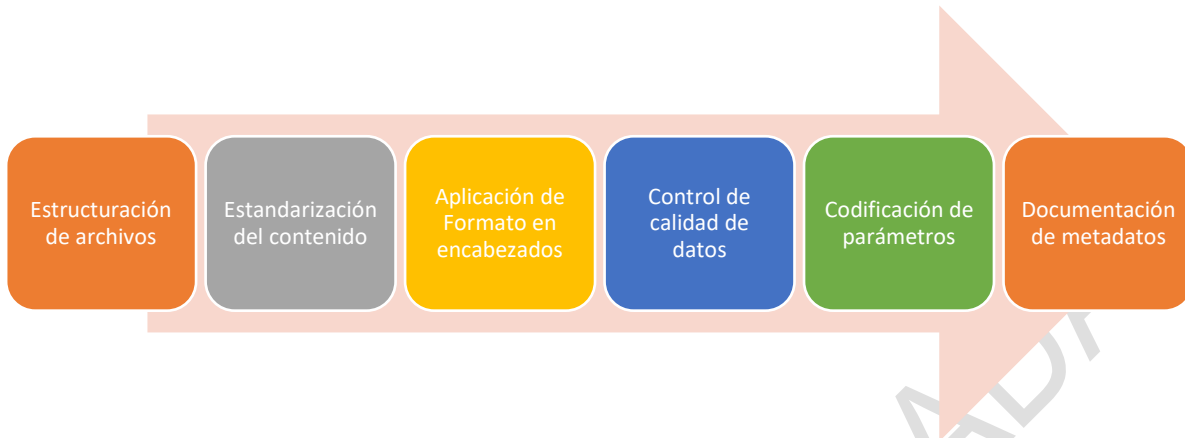 Estructuración
de archivos
Estandarización
del contenido
Aplicación de
Formato en
encabezados
Control de
calidad de
datos
Codificación de
parámetros
Documentación
de metadatos